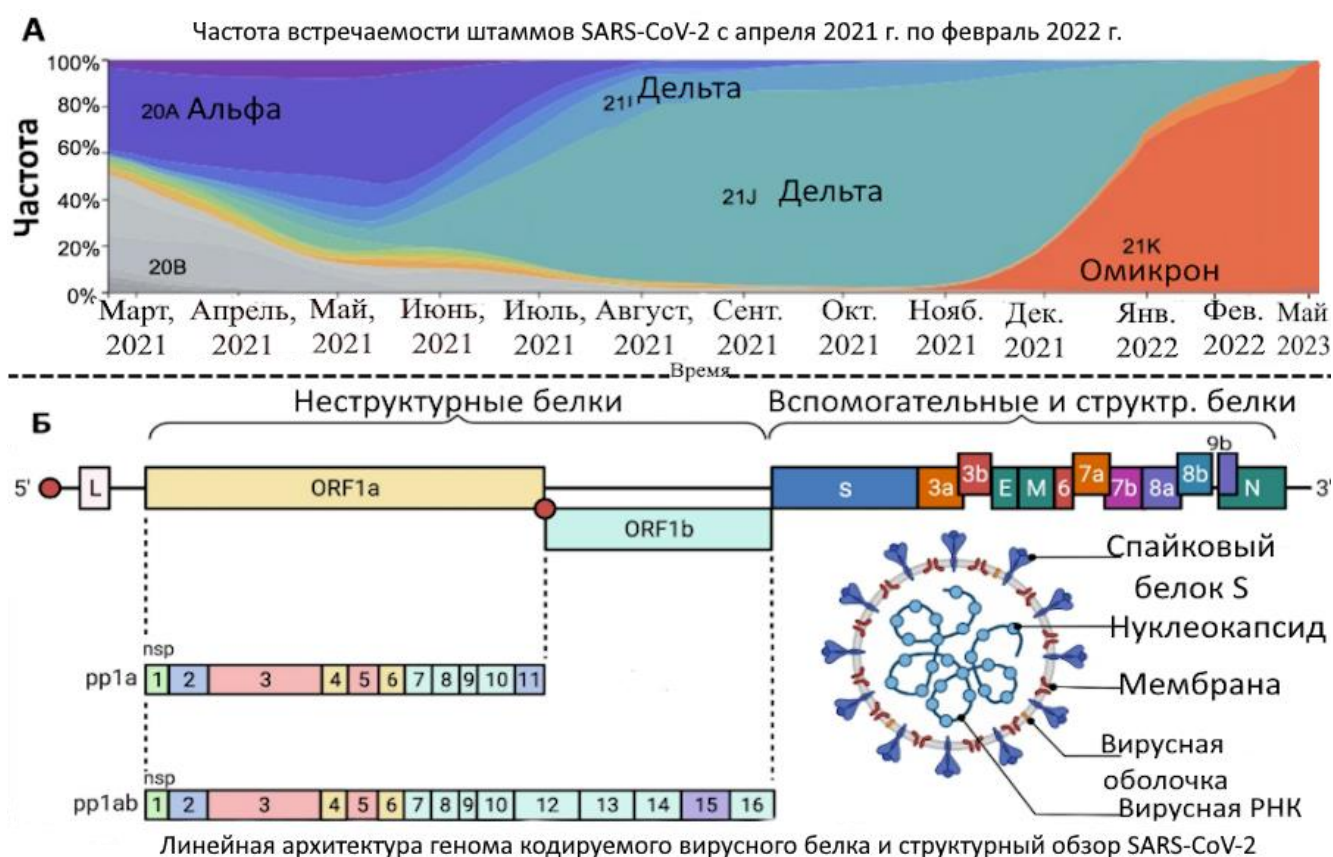 А
Частота встречаемости штаммов SARS-CoV-2 с апреля 2021 г. по февраль 2022 г.
Частота
100%
80%
60%
40%
20%
0%
20A Альфа
21I Дельта
21J Дельта
20B
21K
Омикрон
Март, Апрель, Май, Июнь, Июль, Август, Сент. Окт. Нояб. Дек. Янв. Фев. Май
2021 2021 2021 2021 2021 2021 2021 2021 2021 2021 2022 2022 2023
Время
Б
Неструктурные белки
Вспомогательные и структр. белки
5' L ORF1a S 3a 3b E M 6 7a 7b 8a 8b 9b N 3'
ORF1b
nsp
pp1a 1 2 3 4 5 6 7 8 9 10 11
nsp
pp1ab 1 2 3 4 5 6 7 8 9 10 12 13 14 15 16
Спайковый
белок S
Нуклеокапсид
Мембрана
Вирусная
оболочка
Вирусная РНК
Линейная архитектура генома кодируемого вирусного белка и структурный обзор SARS-CoV-2